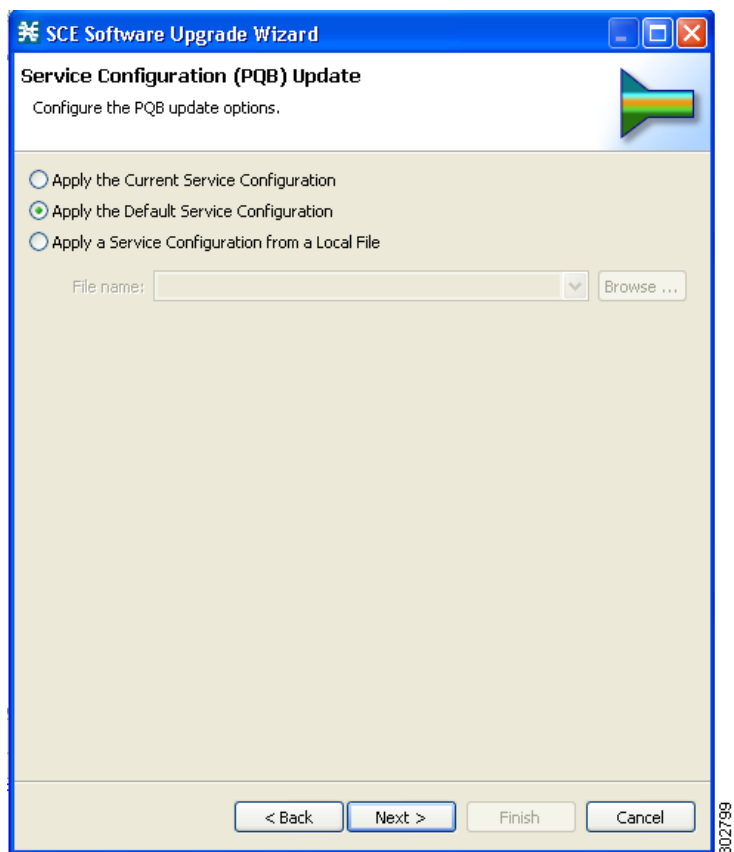 SCE Software Upgrade Wizard
Service Configuration (PQB) Update
Configure the PQB update options.
Apply the Current Service Configuration
Apply the Default Service Configuration
Apply a Service Configuration from a Local File
File name:
Browse ...
< Back
Next >
Finish
Cancel
302799